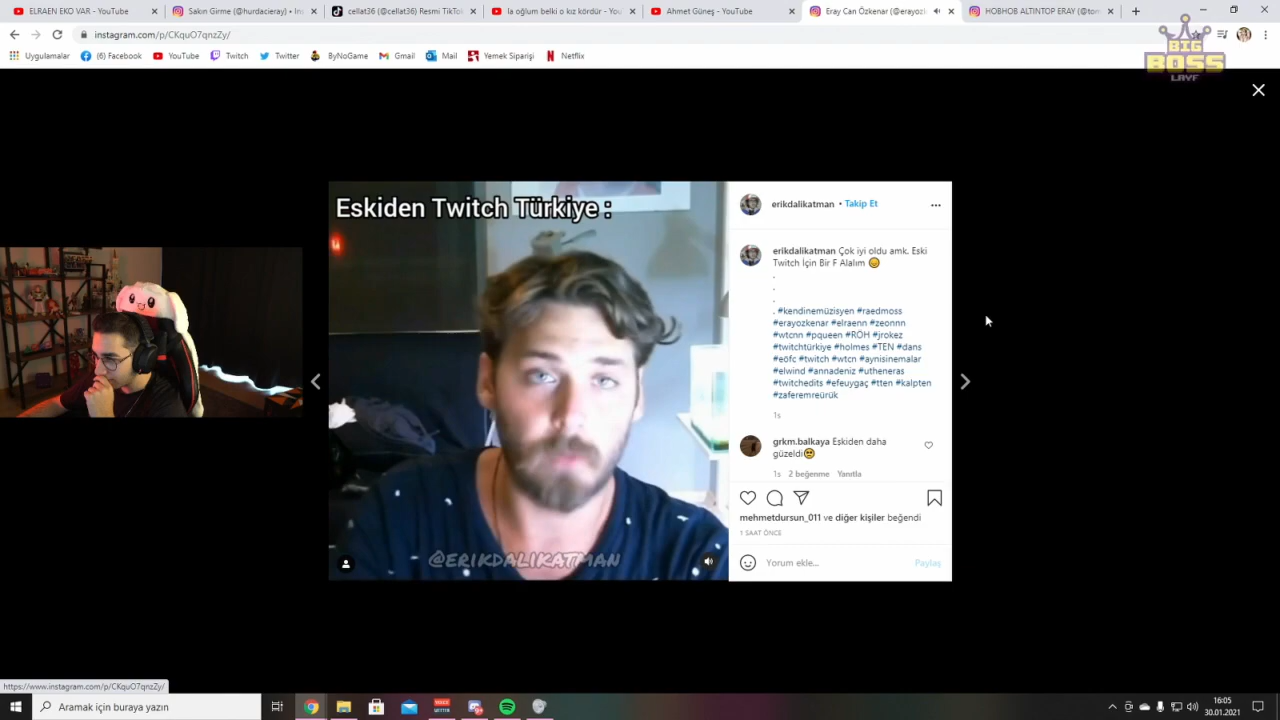 ELRAEN EKO VAR - YouTube
Sakın Girme (@hurdacieray) • Ins
cellat36 (@cellat36) Resmi TikTok
la oğlum belki o kız kördür - You
Ahmet Güneş - YouTube
Eray Can Özkenar (@erayoz
HOBHOB ALTINTOP ERAY (@tom
instagram.com/p/CKquO7qnzZy/
Uygulamalar
(6) Facebook
YouTube
Twitch
Twitter
ByNoGame
Gmail
Mail
Yemek Siparişi
Netflix
BIG
BOSS
LAYF
Eskiden Twitch Türkiye :
@ERIKDALIKATMAN
erikdalikatman • Takip Et
erikdalikatman Çok iyi oldu amk. Eski
Twitch İçin Bir F Alalım
.
.
.
. #kendinemüzisyen #raedmoss
#erayozkenar #elraenn #zeonnn
#wtcnn #pqueen #ROH #jrokez
#twitchtürkiye #holmes #TEN #dans
#eöfc #twitch #wtcn #aynisinemalar
#elwind #annadeniz #utheneras
#twitchedits #efeuygaç #tten #kalpten
#zaferemreürük
1s
grkm.balkaya Eskiden daha
güzeldi
1s 2 beğenme Yanıtla
mehmetdursun_011 ve diğer kişiler beğendi
1 SAAT ÖNCE
Yorum ekle...
Paylaş
https://www.instagram.com/p/CKquO7qnzZy/
Aramak için buraya yazın
16:05
30.01.2021